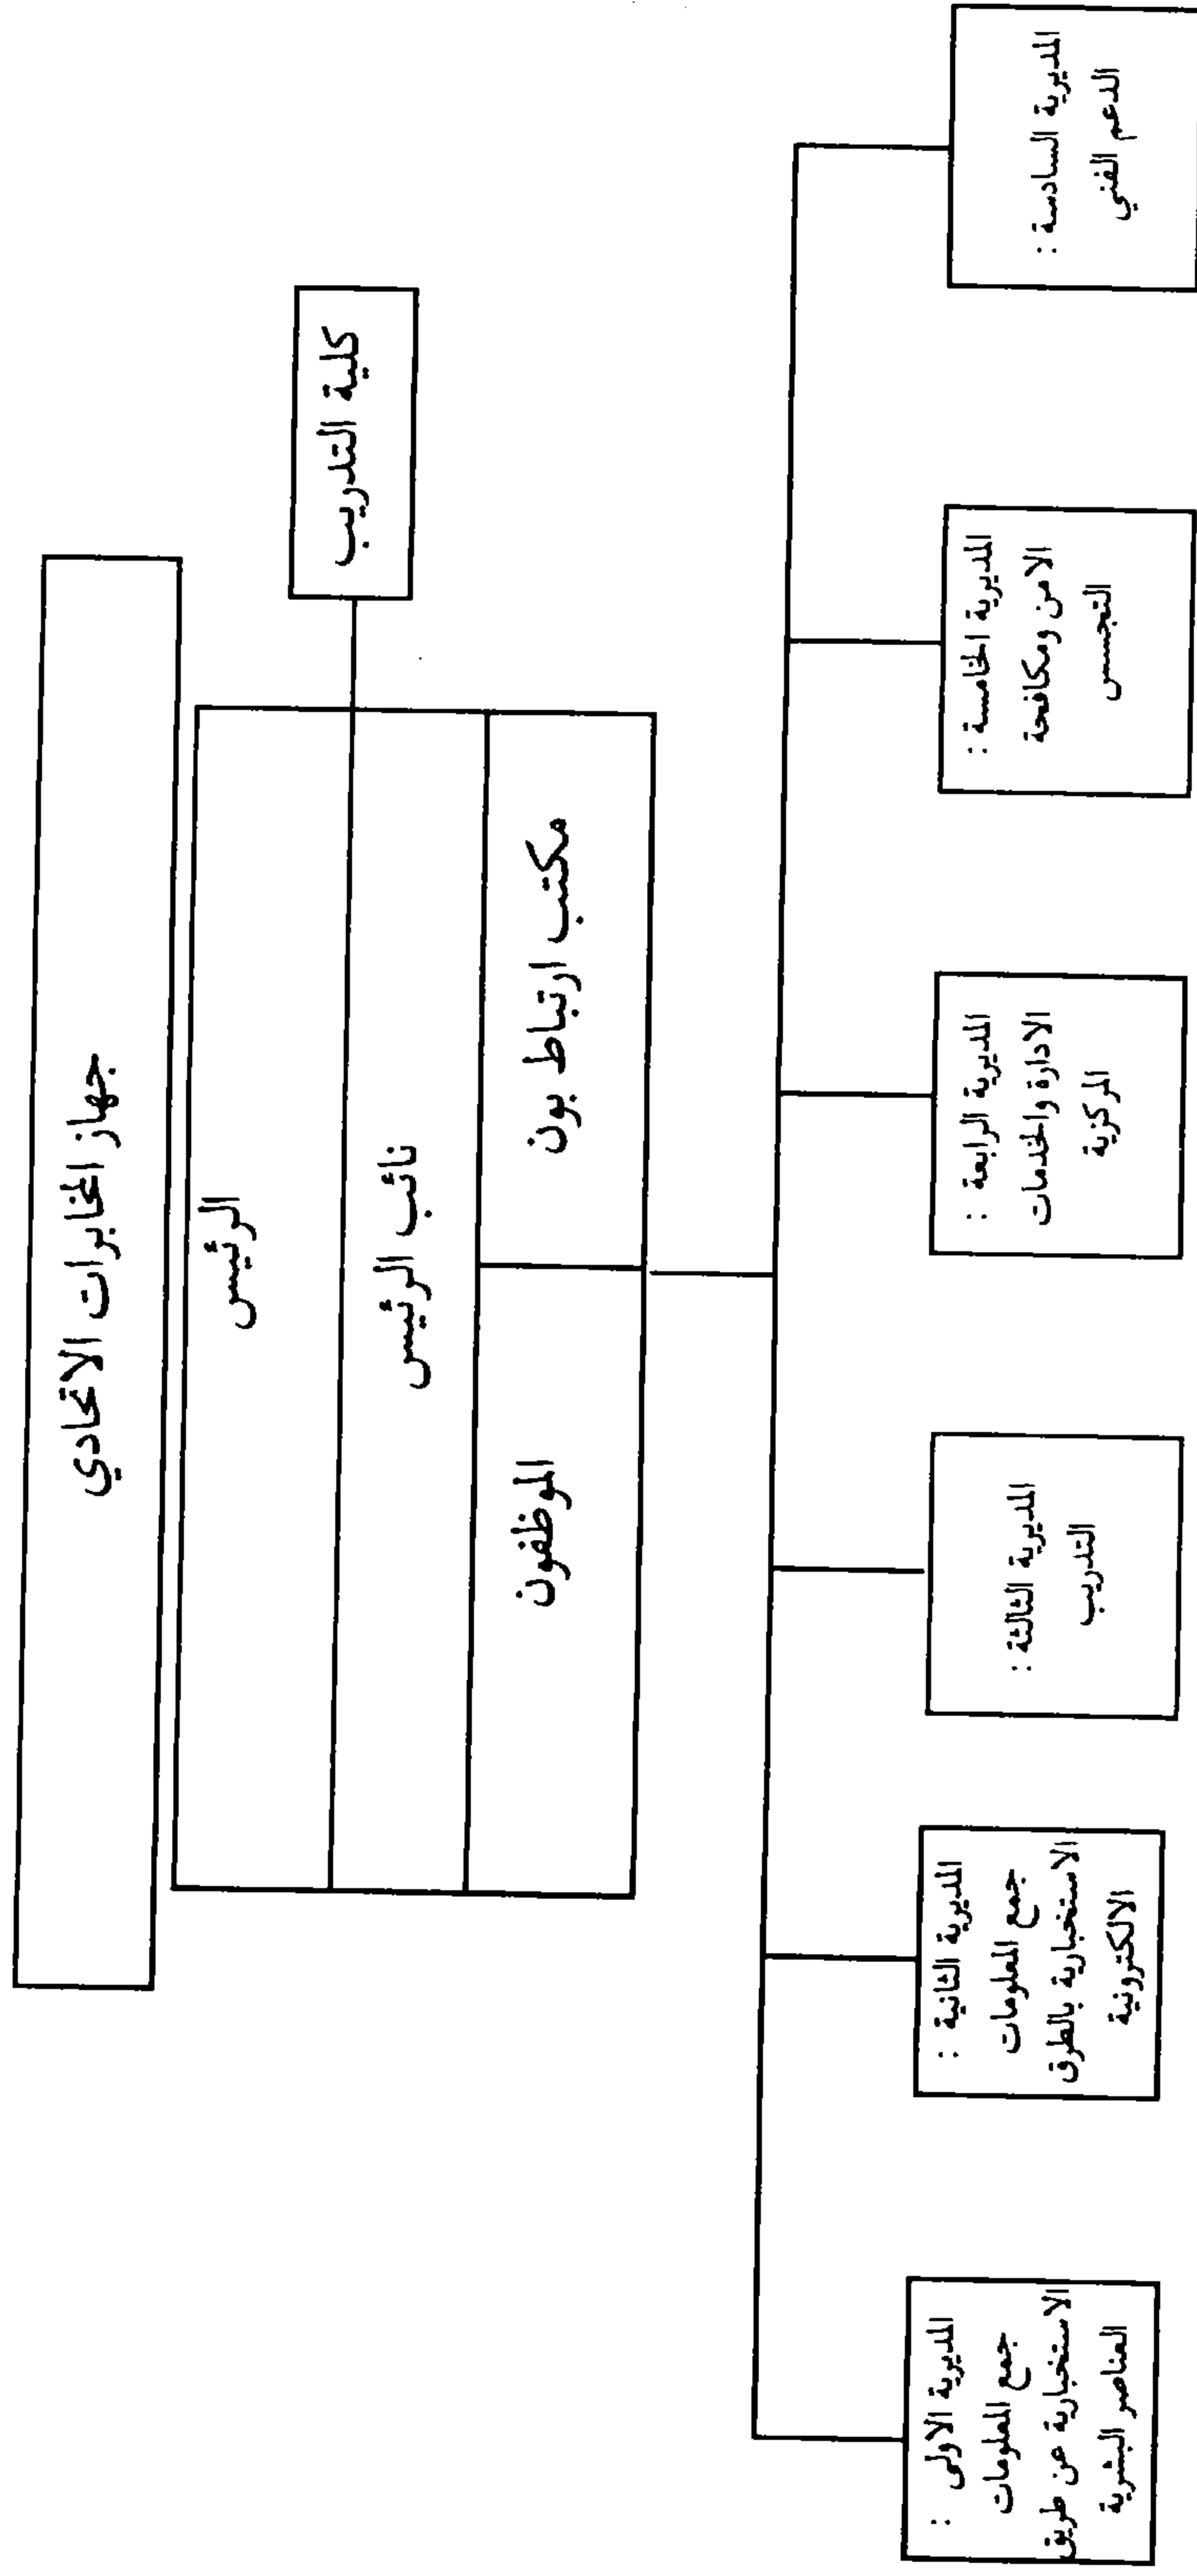 جهاز المخابرات الاتحادي
الرئيس
نائب الرئيس
كلية التدريب
مكتب ارتباط بون
الموظفون
المديرية السادسة :
الدعم الفني
المديرية الخامسة :
الامن ومكافحة
التجسس
المديرية الرابعة :
الادارة والخدمات
المركزية
المديرية الثالثة :
التدريب
المديرية الثانية :
جمع المعلومات
الاستخبارية بالطرق
الالكترونية
المديرية الاولى :
جمع المعلومات
الاستخبارية عن طريق
العناصر البشرية